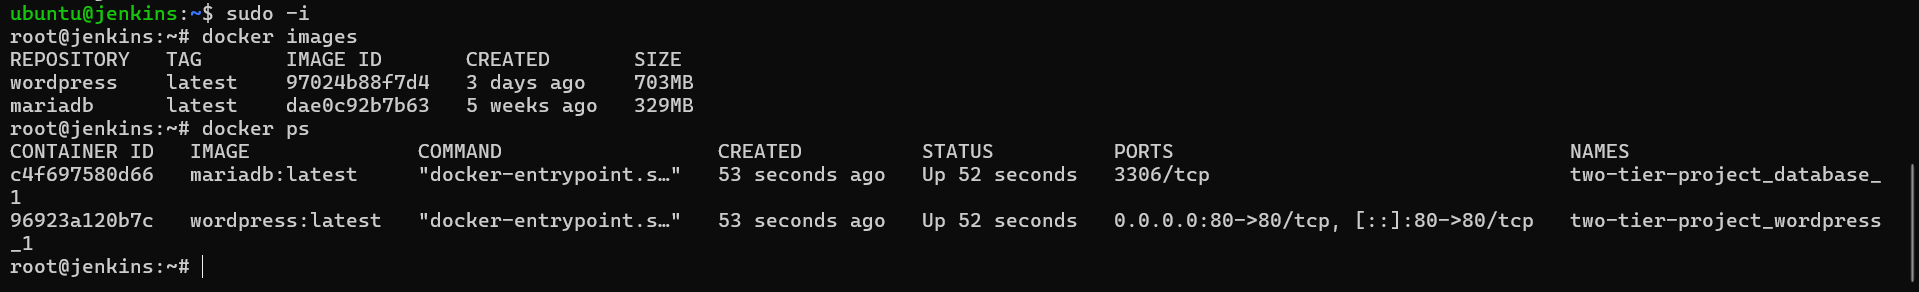 ubuntu@jenkins:~$ sudo -i
root@jenkins:~# docker images
REPOSITORY   TAG       IMAGE ID       CREATED       SIZE
wordpress    latest    97024b88f7d4   3 days ago    703MB
mariadb      latest    dae0c92b7b63   5 weeks ago   329MB
root@jenkins:~# docker ps
CONTAINER ID   IMAGE              COMMAND                  CREATED          STATUS          PORTS                                 NAMES
c4f697580d66   mariadb:latest     "docker-entrypoint.s…"   53 seconds ago   Up 52 seconds   3306/tcp                              two-tier-project_database_
1
96923a120b7c   wordpress:latest   "docker-entrypoint.s…"   53 seconds ago   Up 52 seconds   0.0.0.0:80->80/tcp, [::]:80->80/tcp   two-tier-project_wordpress
_1
root@jenkins:~#